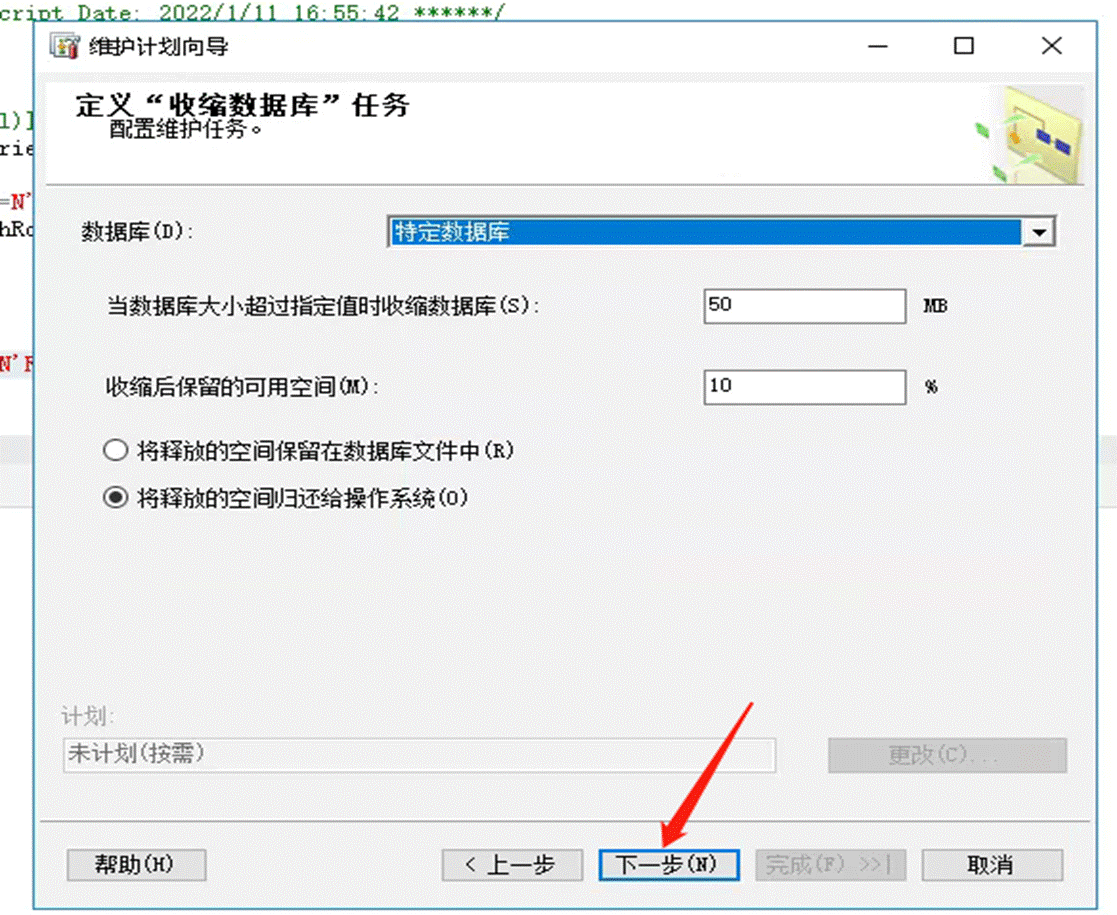 cript Date: 2022/1/11 16:55:42 ******/
维护计划向导
定义“收缩数据库”任务
配置维护任务。
l)]
rie
=N'
hRo
数据库(D):
特定数据库
当数据库大小超过指定值时收缩数据库(S):
50
MB
收缩后保留的可用空间(M):
10
%
N'F
将释放的空间保留在数据库文件中(R)
将释放的空间归还给操作系统(O)
计划:
未计划(按需)
更改(C)...
帮助(H)
< 上一步
下一步(N)
完成(F) >>|
取消